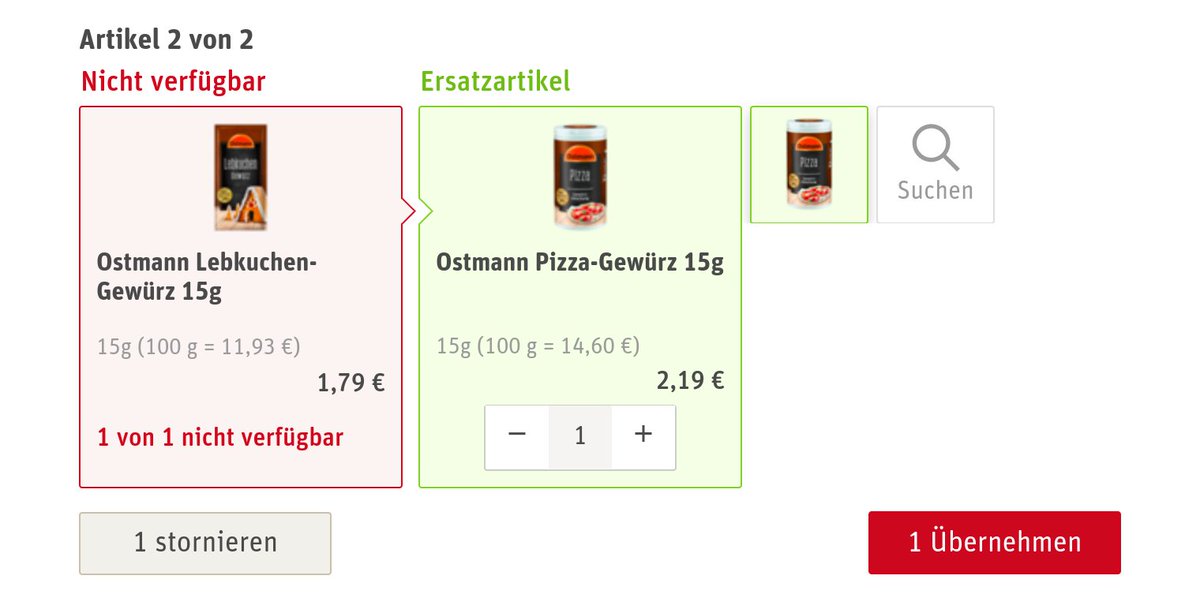 Artikel 2 von 2
Nicht verfügbar
Ersatzartikel
Lebkuchen
Gewürz
Ostmann Lebkuchen-
Gewürz 15g
15g (100 g = 11,93 €)
1,79 €
1 von 1 nicht verfügbar
Ostmann
Pizza
Ostmann Pizza-Gewürz 15g
15g (100 g = 14,60 €)
2,19 €
− 1 +
Pizza
Suchen
1 stornieren
1 Übernehmen